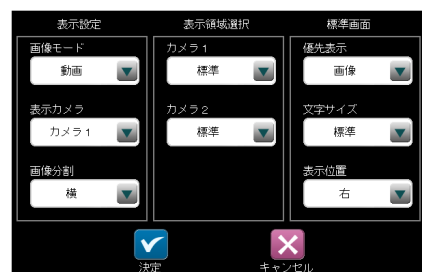 表示設定
画像モード
動画
表示カメラ
カメラ1
画像分割
横
表示領域選択
カメラ1
標準
カメラ2
標準
標準画面
優先表示
画像
文字サイズ
標準
表示位置
右
決定
キャンセル